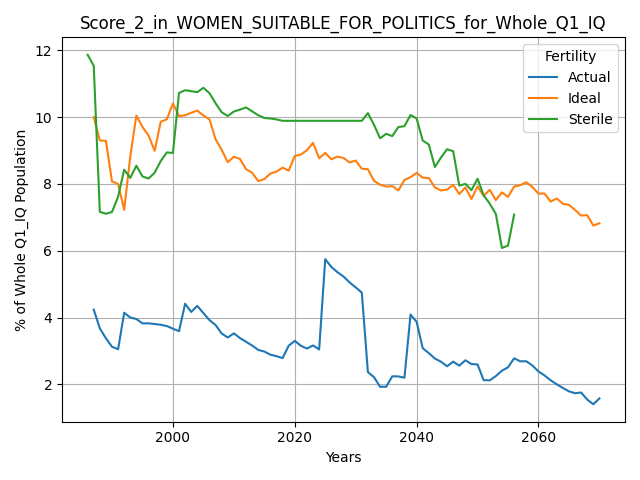 Score_2_in_WOMEN_SUITABLE_FOR_POLITICS_for_Whole_Q1_IQ
% of Whole Q1_IQ Population
12
10
8
6
4
2
Fertility
Actual
Ideal
Sterile
2000 2020 2040 2060
Years